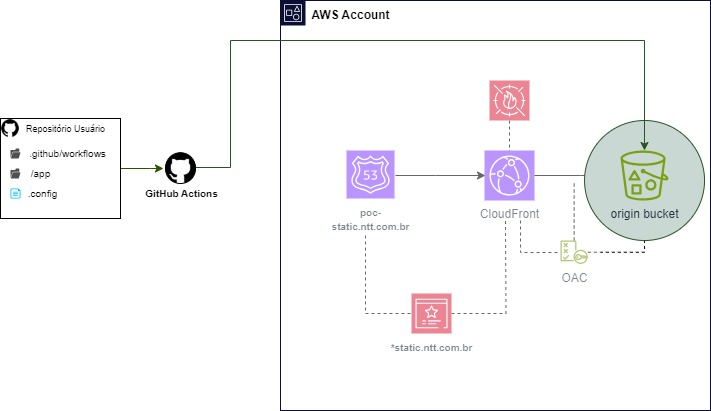 AWS Account
Repositório Usuário
.github/workflows
/app
.config
GitHub Actions
53
poc-
static.ntt.com.br
CloudFront
origin bucket
OAC
*static.ntt.com.br